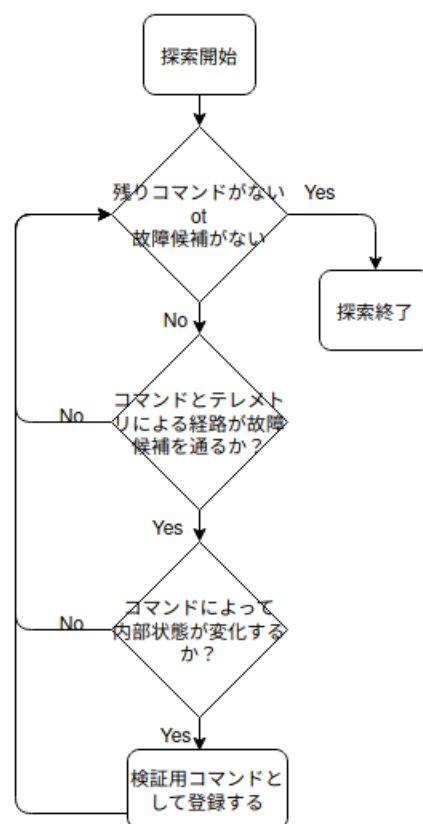 探索開始
残りコマンドがない
ot
故障候補がない
Yes
探索終了
No
コマンドとテレメト
リによる経路が故障
候補を通るか？
No
Yes
コマンドによって
内部状態が変化する
か？
No
Yes
検証用コマンドと
して登録する